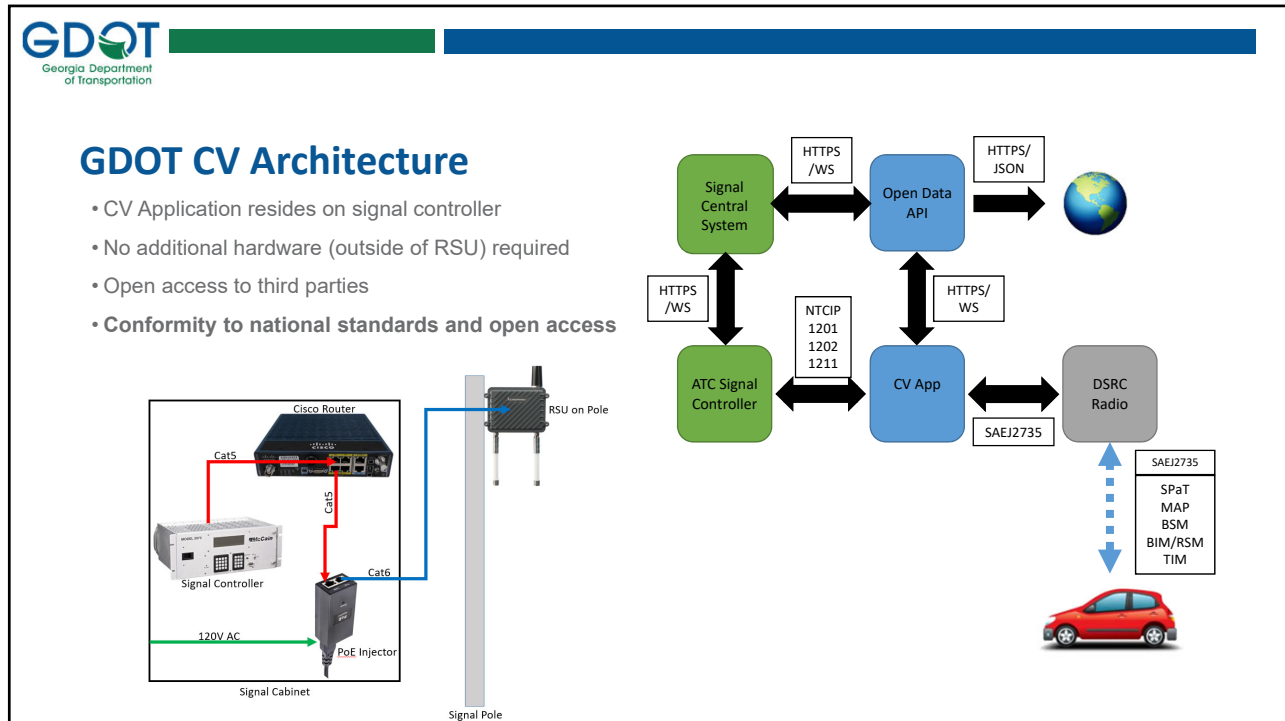 GDOT
Georgia Department
of Transportation
GDOT CV Architecture
• CV Application resides on signal controller
• No additional hardware (outside of RSU) required
• Open access to third parties
• Conformity to national standards and open access
Signal
Central
System
HTTPS
/WS
Open Data
API
HTTPS/
JSON
HTTPS
/WS
HTTPS/
WS
NTCIP
1201
1202
1211
ATC Signal
Controller
CV App
DSRC
Radio
SAEJ2735
SAEJ2735
SPaT
MAP
BSM
BIM/RSM
TIM
Cisco Router
CISCO
Cat5
Cat5
McCain
Signal Controller
Cat6
120V AC
PoE Injector
Signal Cabinet
RSU on Pole
Signal Pole